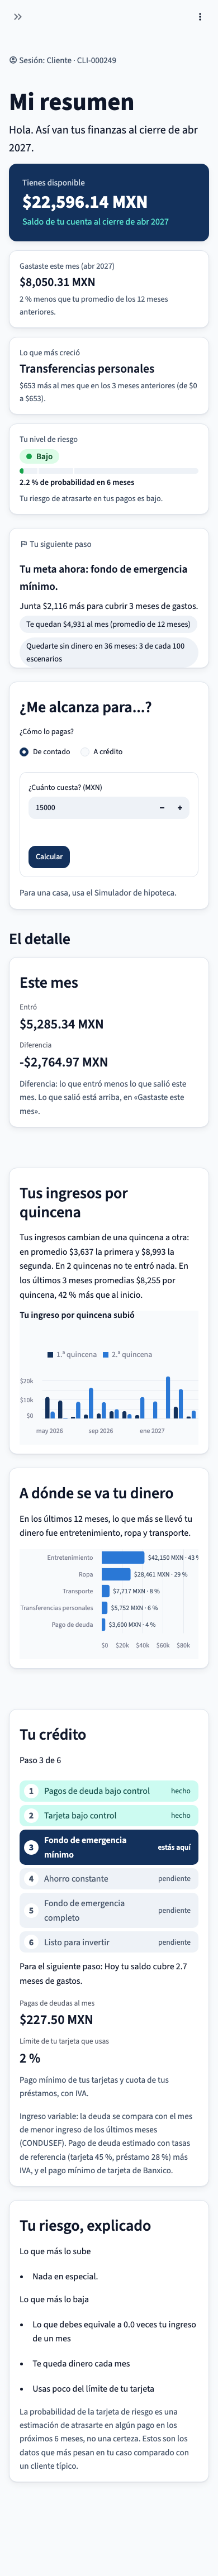 Sesión: Cliente · CLI-000249
Mi resumen
Hola. Así van tus finanzas al cierre de abr
2027.
Tienes disponible
$22,596.14 MXN
Saldo de tu cuenta al cierre de abr 2027
Gastaste este mes (abr 2027)
$8,050.31 MXN
2 % menos que tu promedio de los 12 meses
anteriores.
Lo que más creció
Transferencias personales
$653 más al mes que en los 3 meses anteriores (de $0
a $653).
Tu nivel de riesgo
Bajo
2.2 % de probabilidad en 6 meses
Tu riesgo de atrasarte en tus pagos es bajo.
Tu siguiente paso
Tu meta ahora: fondo de emergencia
mínimo.
Junta $2,116 más para cubrir 3 meses de gastos.
Te quedan $4,931 al mes (promedio de 12 meses)
Quedarte sin dinero en 36 meses: 3 de cada 100
escenarios
¿Me alcanza para...?
¿Cómo lo pagas?
De contado
A crédito
¿Cuánto cuesta? (MXN)
15000
Calcular
Para una casa, usa el Simulador de hipoteca.
El detalle
Este mes
Entró
$5,285.34 MXN
Diferencia
-$2,764.97 MXN
Diferencia: lo que entró menos lo que salió este
mes. Lo que salió está arriba, en «Gastaste este
mes».
Tus ingresos por
quincena
Tus ingresos cambian de una quincena a otra:
en promedio $3,637 la primera y $8,993 la
segunda. En 2 quincenas no te entró nada. En
los últimos 3 meses promedias $8,255 por
quincena, 42 % más que al inicio.
Tu ingreso por quincena subió
1.ª quincena
2.ª quincena
$20k
$10k
$0
may 2026
sep 2026
ene 2027
A dónde se va tu dinero
En los últimos 12 meses, lo que más se llevó tu
dinero fue entretenimiento, ropa y transporte.
Entretenimiento
$42,150 MXN · 43 %
Ropa
$28,461 MXN · 29 %
Transporte
$7,717 MXN · 8 %
Transferencias personales
$5,752 MXN · 6 %
Pago de deuda
$3,600 MXN · 4 %
$0
$20k
$40k
$60k
$80k
Tu crédito
Paso 3 de 6
1 Pagos de deuda bajo control hecho
2 Tarjeta bajo control hecho
3 Fondo de emergencia
mínimo
estás aquí
4 Ahorro constante pendiente
5 Fondo de emergencia
completo
pendiente
6 Listo para invertir pendiente
Para el siguiente paso: Hoy tu saldo cubre 2.7
meses de gastos.
Pagas de deudas al mes
$227.50 MXN
Límite de tu tarjeta que usas
2 %
Pago mínimo de tus tarjetas y cuota de tus
préstamos, con IVA.
Ingreso variable: la deuda se compara con el mes
de menor ingreso de los últimos meses
(CONDUSEF). Pago de deuda estimado con tasas
de referencia (tarjeta 45 %, préstamo 28 %) más
IVA, y el pago mínimo de tarjeta de Banxico.
Tu riesgo, explicado
Lo que más lo sube
Nada en especial.
Lo que más lo baja
Lo que debes equivale a 0.0 veces tu ingreso
de un mes
Te queda dinero cada mes
Usas poco del límite de tu tarjeta
La probabilidad de la tarjeta de riesgo es una
estimación de atrasarte en algún pago en los
próximos 6 meses, no una certeza. Estos son los
datos que más pesan en tu caso comparado con
un cliente típico.